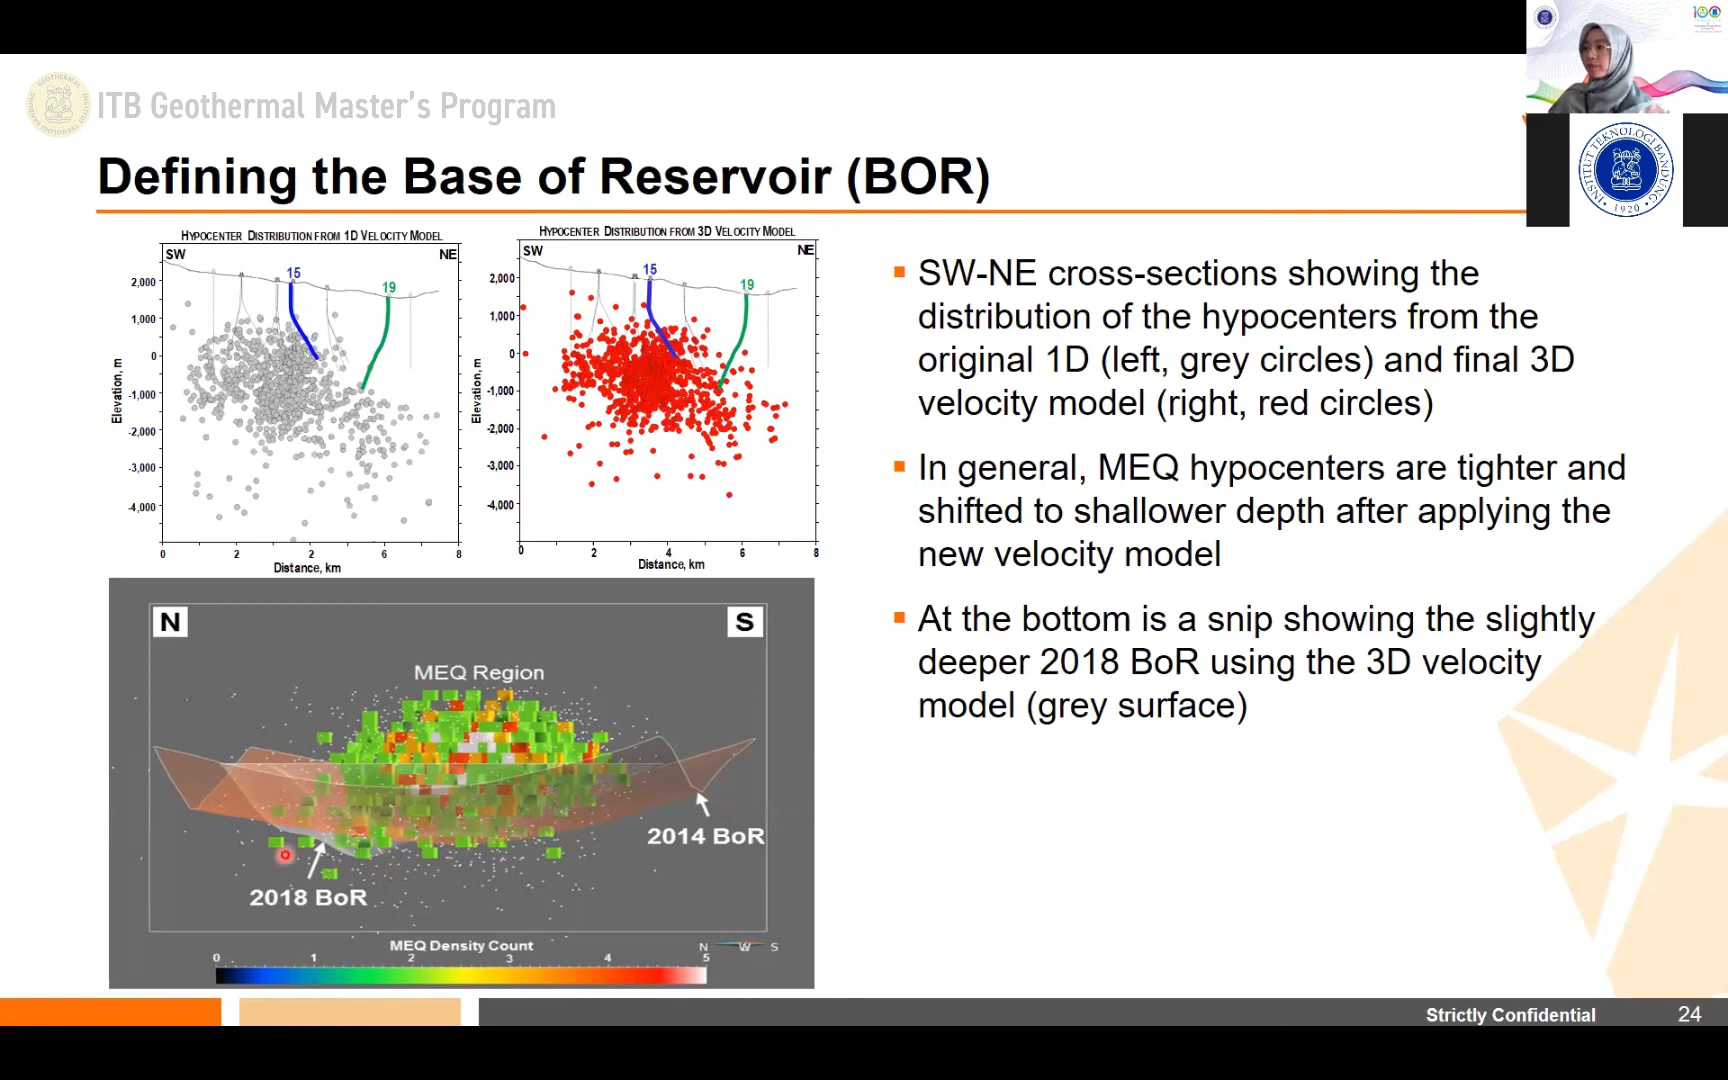 ITB Geothermal Master's Program
Defining the Base of Reservoir (BOR)
HYPOCENTER DISTRIBUTION FROM 1D VELOCITY MODEL
SW
NE
15
19
2,000
1,000
0
-1,000
-2,000
-3,000
-4,000
Elevation, m
0 2 2 6 8
Distance, km
HYPOCENTER DISTRIBUTION FROM 3D VELOCITY MODEL
SW
NE
15
19
2,000
1,000
0
-1,000
-2,000
-3,000
-4,000
Elevation, m
0 2 4 6 8
Distance, km
N
S
MEQ Region
2014 BoR
2018 BoR
MEQ Density Count
0 1 2 3 4 5
N W S
SW-NE cross-sections showing the
distribution of the hypocenters from the
original 1D (left, grey circles) and final 3D
velocity model (right, red circles)
In general, MEQ hypocenters are tighter and
shifted to shallower depth after applying the
new velocity model
At the bottom is a snip showing the slightly
deeper 2018 BoR using the 3D velocity
model (grey surface)
Strictly Confidential
24
INSTITUT TEKNOLOGI BANDUNG
1920
100